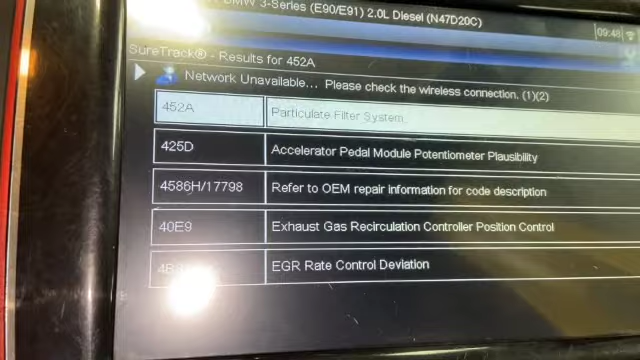 BMW 3-Series (E90/E91) 2.0L Diesel (N47D20C)
09:48
SureTrack® - Results for 452A
Network Unavailable... Please check the wireless connection. (1)(2)
452A Particulate Filter System
425D Accelerator Pedal Module Potentiometer Plausibility
4586H/17798 Refer to OEM repair information for code description
40E9 Exhaust Gas Recirculation Controller Position Control
EGR Rate Control Deviation